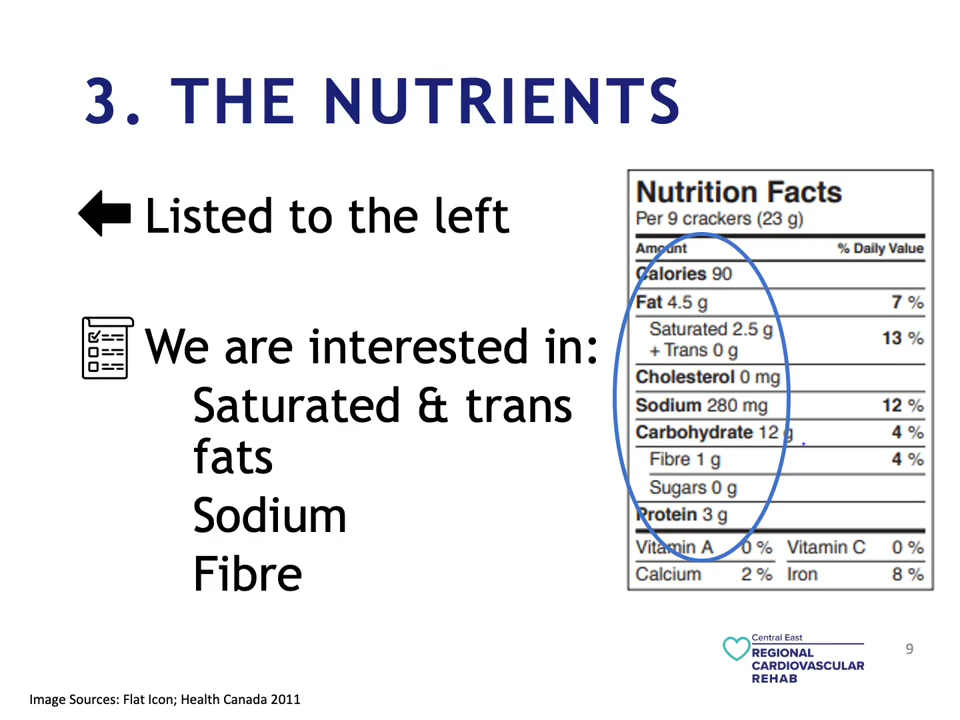 3. THE NUTRIENTS
Listed to the left
We are interested in:
Saturated & trans
fats
Sodium
Fibre
Nutrition Facts
Per 9 crackers (23 g)
Amount % Daily Value
Calories 90
Fat 4.5 g 7 %
Saturated 2.5 g
+ Trans 0 g 13 %
Cholesterol 0 mg
Sodium 280 mg 12 %
Carbohydrate 12 g 4 %
Fibre 1 g 4 %
Sugars 0 g
Protein 3 g
Vitamin A 0 % Vitamin C 0 %
Calcium 2 % Iron 8 %
Central East
REGIONAL
CARDIOVASCULAR
REHAB
9
Image Sources: Flat Icon; Health Canada 2011